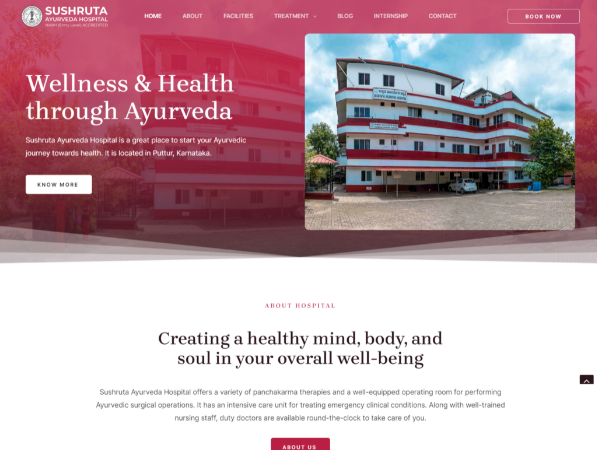 SUSHRUTA
AYURVEDA HOSPITAL
HOME
ABOUT
FACILITIES
TREATMENT
BLOG
INTERNSHIP
CONTACT
BOOK NOW
Wellness & Health
through Ayurveda
Sushruta Ayurveda Hospital is a great place to start your Ayurvedic
journey towards health. It is located in Puttur, Karnataka.
KNOW MORE
ABOUT HOSPITAL
Creating a healthy mind, body, and
soul in your overall well-being
Sushruta Ayurveda Hospital offers a variety of panchakarma therapies and a well-equipped operating room for performing
Ayurvedic surgical operations. It has an intensive care unit for treating emergency clinical conditions. Along with well-trained
nursing staff, duty doctors are available round-the-clock to take care of you.
ABOUT US